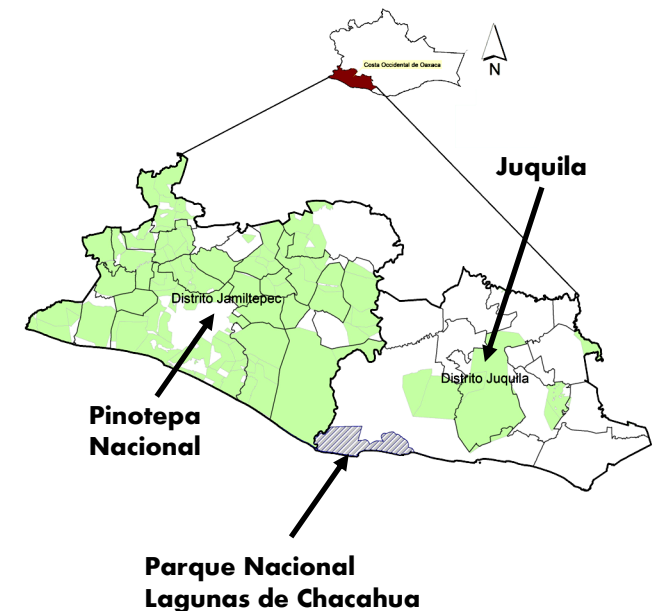 Costa Occidental de Oaxaca
N
Juquila
Distrito Jamiltepec
Distrito Juquila
Pinotepa
Nacional
Parque Nacional
Lagunas de Chacahua